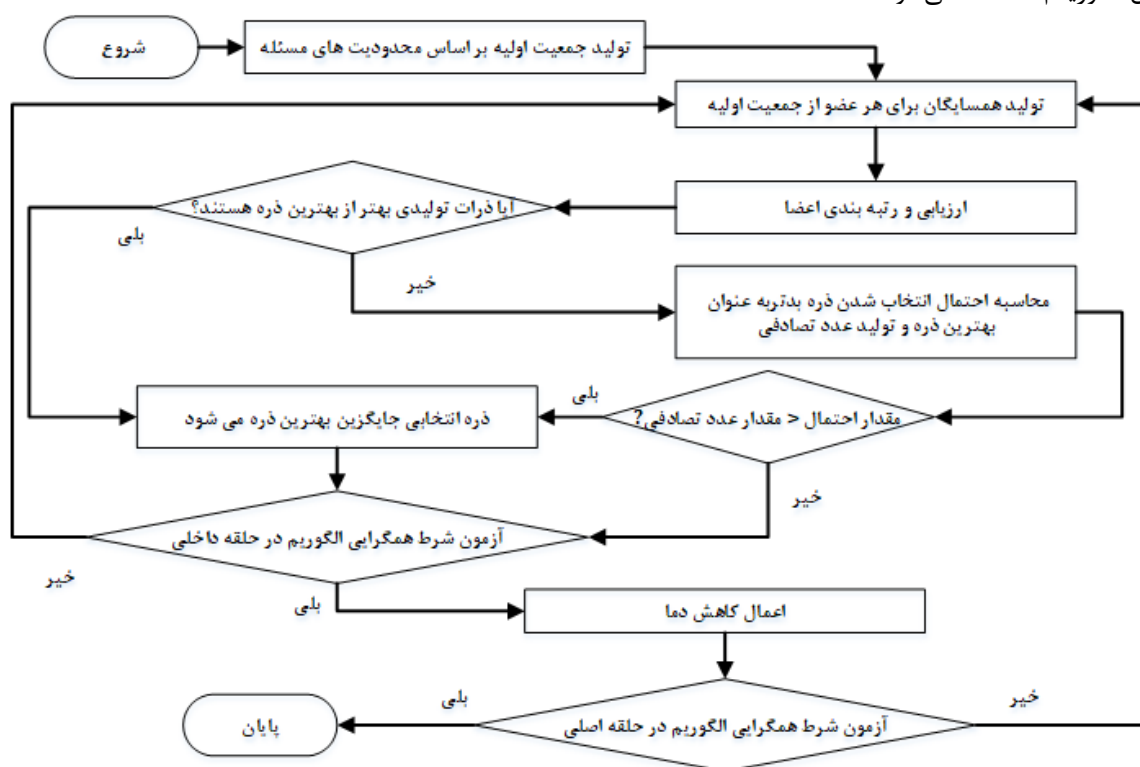 شروع
تولید جمعیت اولیه بر اساس محدودیت های مسئله
تولید همسایگان برای هر عضو از جمعیت اولیه
ارزیابی و رتبه بندی اعضا
آیا ذرات تولیدی بهتر از بهترین ذره هستند؟
بلی
خیر
محاسبه احتمال انتخاب شدن ذره بدتربه عنوان
بهترین ذره و تولید عدد تصادفی
مقدار احتمال < مقدار عدد تصادفی?
بلی
خیر
ذره انتخابی جایگزین بهترین ذره می شود
آزمون شرط همگرایی الگوریم در حلقه داخلی
خیر
بلی
اعمال کاهش دما
آزمون شرط همگرایی الگوریم در حلقه اصلی
خیر
بلی
پایان